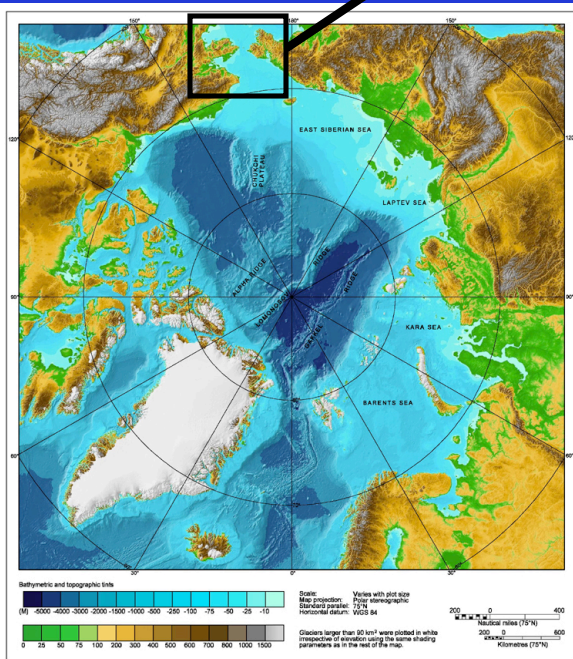 150°
180°
150°
120°
120°
EAST SIBERIAN SEA
CHUKCHI
PLATEAU
LAPTEV SEA
ALPHA RIDGE
LOMONOSOV
RIDGE
GAKKEL
RIDGE
90°
90°
KARA SEA
BARENTS SEA
60°
60°
30°
0°
30°
Bathymetric and topographic tints
(M) -5000 -4000 -3000 -2000 -1500 -1000 -500 -250 -100 -75 -50 -25 -10
0 25 50 75 100 200 300 400 500 600 700 800 1000 1500
Scale: Varies with plot size
Map projection: Polar stereographic
Standard parallel: 75°N
Horizontal datum: WGS 84
Glaciers larger than 90 km² were plotted in white
irrespective of elevation using the same shading
parameters as in the rest of the map.
200 0 400
Nautical miles (75°N)
200 0 600
Kilometres (75°N)